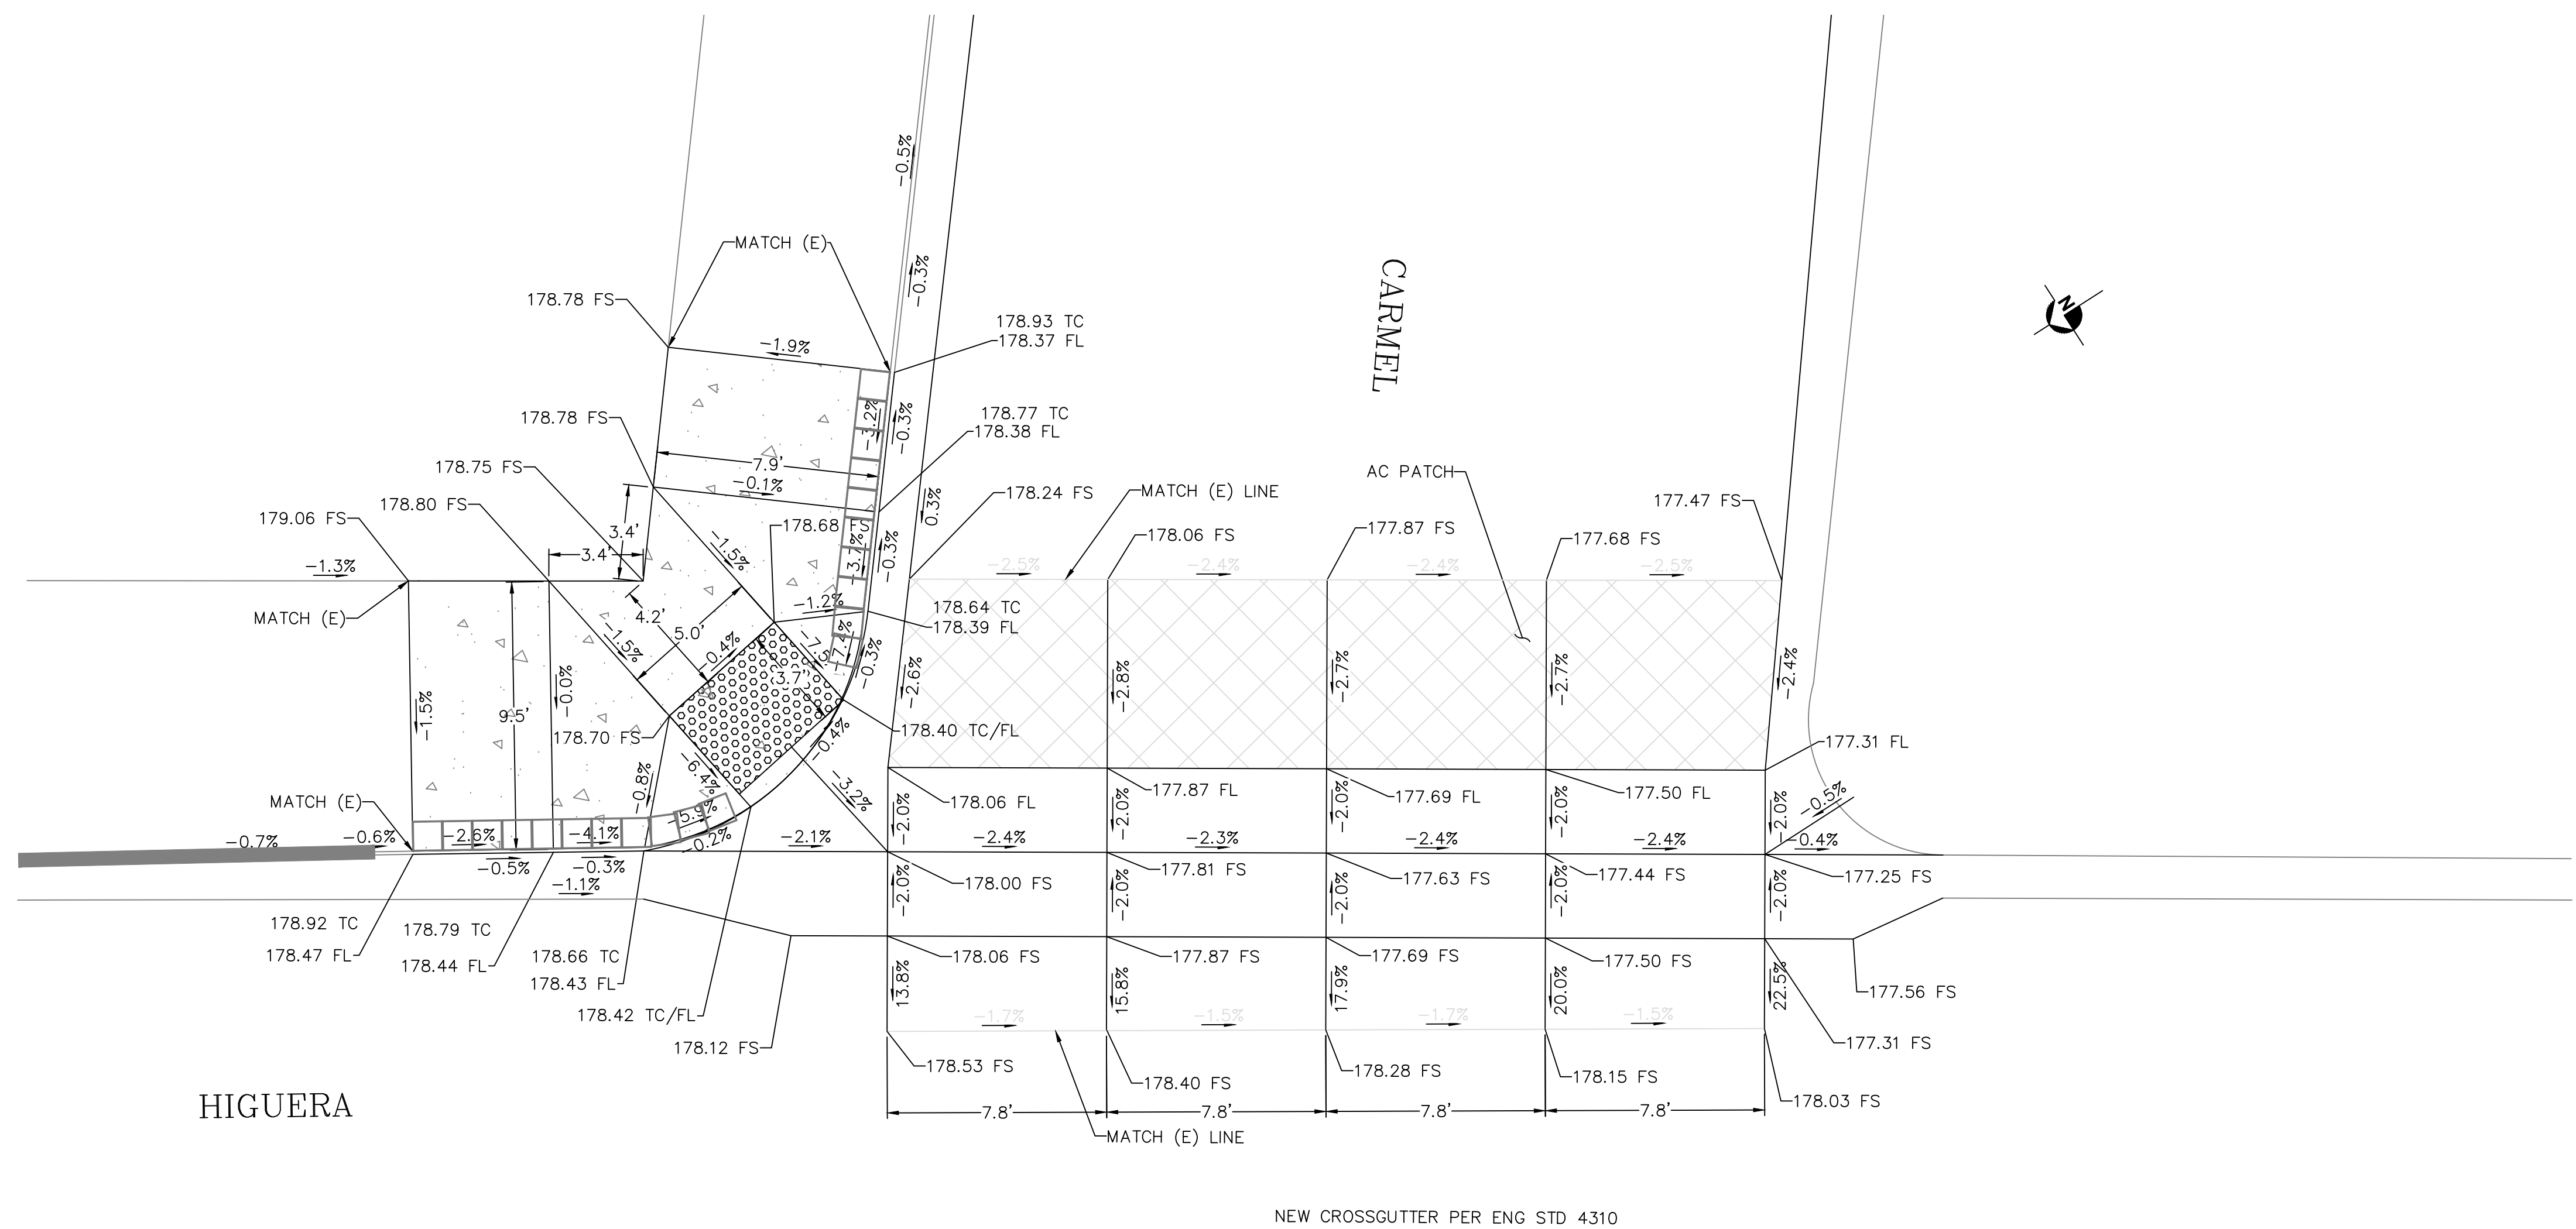 -0.5%
-0.3%
MATCH (E)
178.78 FS
-1.9%
178.93 TC
178.37 FL
CARMEL
N
178.78 FS
-3.2%
-0.3%
178.77 TC
178.38 FL
178.75 FS
7.9'
-0.1%
AC PATCH
178.80 FS
179.06 FS
3.4'
3.4'
178.68 FS
-1.5%
-3.7%
-0.3%
0.3%
178.24 FS
MATCH (E) LINE
178.06 FS
177.87 FS
177.68 FS
177.47 FS
-1.3%
-2.5%
-2.4%
-2.4%
-2.5%
MATCH (E)
4.2'
5.0'
-1.2%
178.64 TC
178.39 FL
-1.5%
-0.4%
-7.5
-7.4%
-0.3%
3.7'
-0.0%
-1.5%
9.5'
-2.6%
-2.8%
-2.7%
-2.7%
-2.4%
178.70 FS
-0.4%
178.40 TC/FL
177.31 FL
-0.8%
-6.4%
-3.2%
MATCH (E)
178.06 FL
177.87 FL
177.69 FL
177.50 FL
-0.5%
-2.0%
-2.0%
-2.0%
-2.0%
-2.0%
-0.7%
-0.6%
-2.6%
-4.1%
-5.9%
-0.2%
-2.1%
-2.4%
-2.3%
-2.4%
-2.4%
-0.4%
-0.5%
-0.3%
-1.1%
178.00 FS
177.81 FS
177.63 FS
177.44 FS
177.25 FS
-2.0%
-2.0%
-2.0%
-2.0%
-2.0%
178.92 TC
178.47 FL
178.79 TC
178.44 FL
178.66 TC
178.43 FL
178.42 TC/FL
178.12 FS
178.06 FS
177.87 FS
177.69 FS
177.50 FS
177.56 FS
177.31 FS
13.8%
15.8%
17.9%
20.0%
22.5%
-1.7%
-1.5%
-1.7%
-1.5%
178.53 FS
178.40 FS
178.28 FS
178.15 FS
178.03 FS
HIGUERA
7.8'
7.8'
7.8'
7.8'
MATCH (E) LINE
NEW CROSSGUTTER PER ENG STD 4310